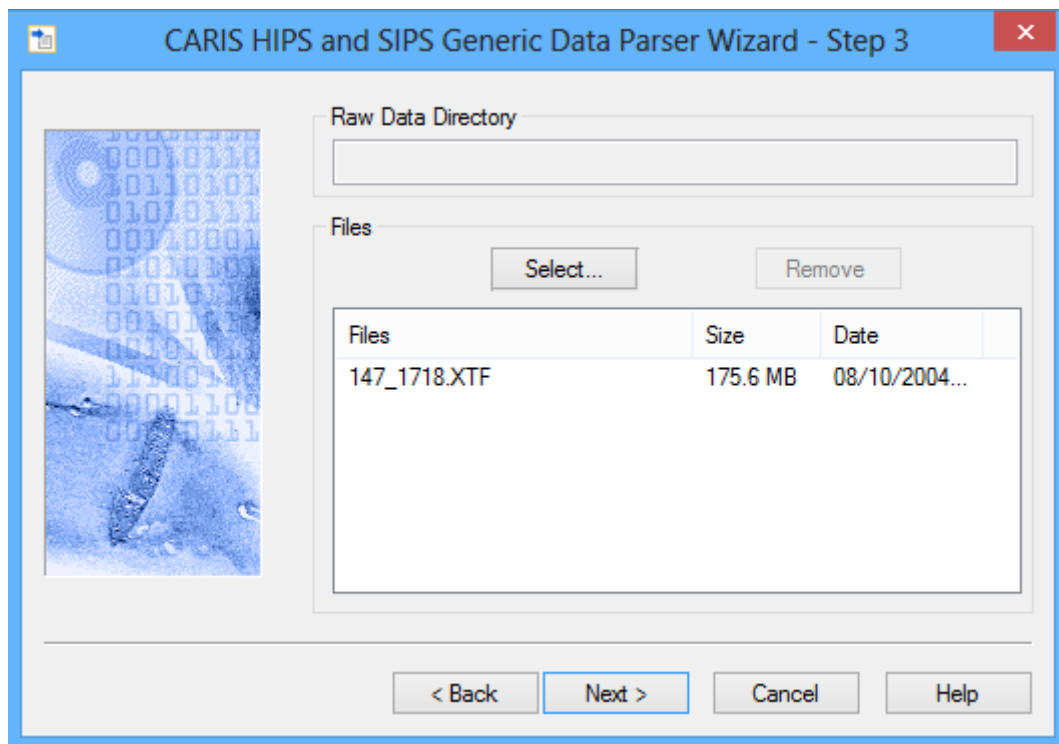 CARIS HIPS and SIPS Generic Data Parser Wizard - Step 3
Raw Data Directory
Files
Select...
Remove
Files Size Date
147_1718.XTF 175.6 MB 08/10/2004...
< Back Next > Cancel Help